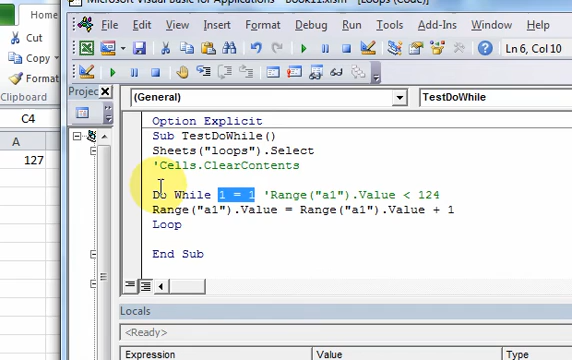 Microsoft Visual Basic for Applications - Book11.xlsm - [Loops (Code)]
File Edit View Insert Format Debug Run Tools Add-Ins Window
Ln 6, Col 10
Cut
Copy
Format
Clipboard
C4
A
127
Projec
(General)
TestDoWhile
Option Explicit
Sub TestDoWhile()
Sheets("loops").Select
'Cells.ClearContents
Do While 1 = 1 'Range("a1").Value < 124
Range("a1").Value = Range("a1").Value + 1
Loop
End Sub
Locals
<Ready>
Expression Value Type